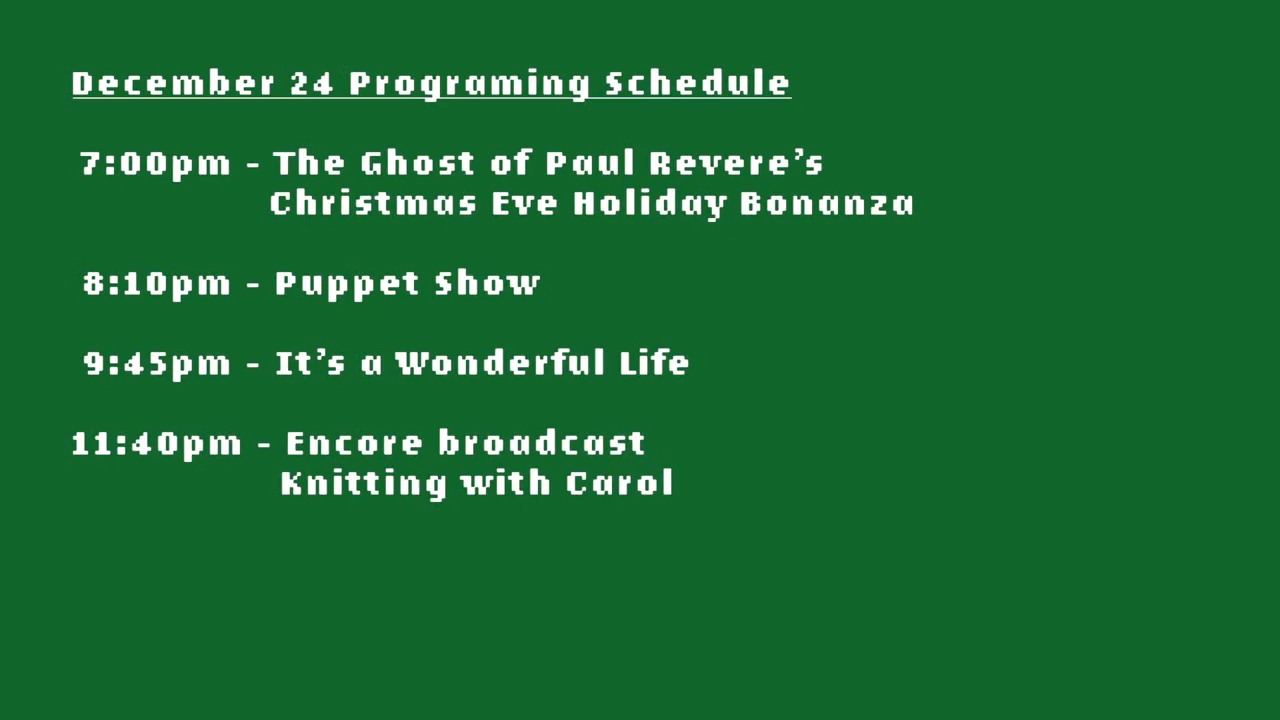 December 24 Programing Schedule
7:00pm - The Ghost of Paul Revere’s
Christmas Eve Holiday Bonanza
8:10pm - Puppet Show
9:45pm - It’s a Wonderful Life
11:40pm - Encore broadcast
Knitting with Carol